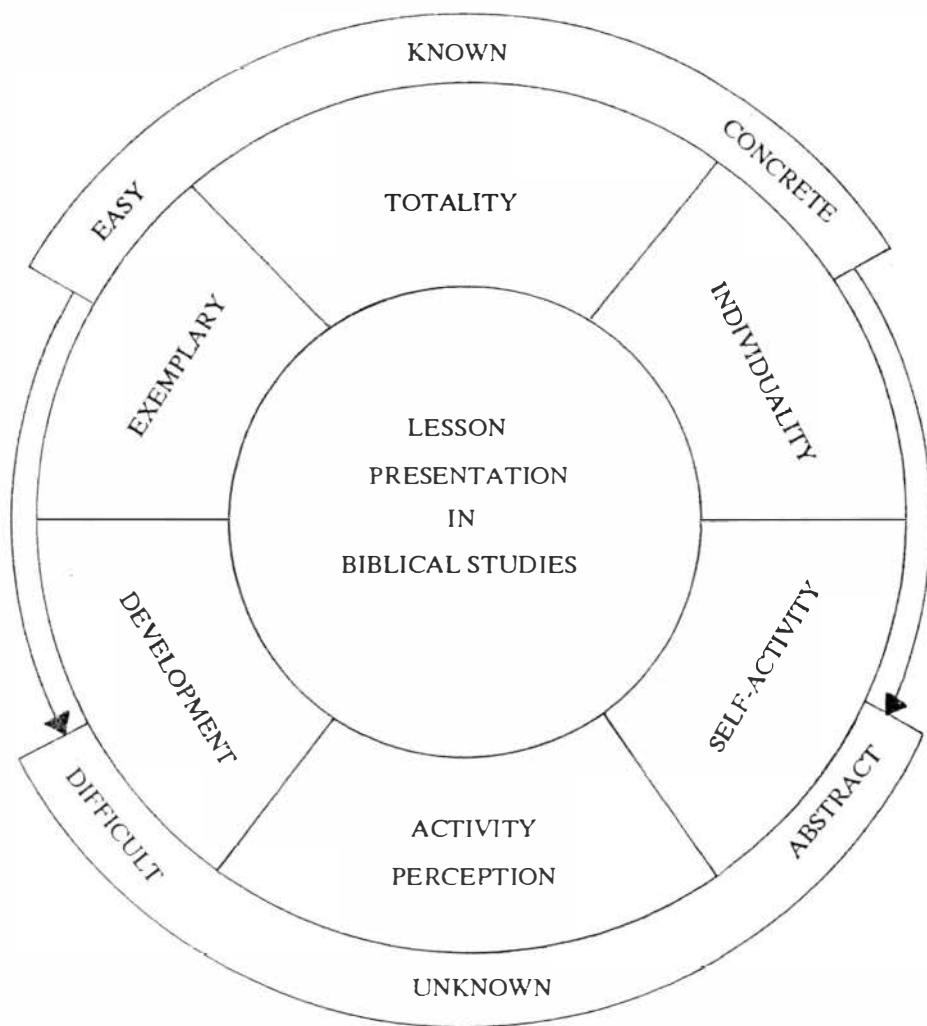 KNOWN
EASY
CONCRETE
TOTALITY
EXEMPLARY
INDIVIDUALITY
LESSON
PRESENTATION
IN
BIBLICAL STUDIES
DEVELOPMENT
SELF-ACTIVITY
ACTIVITY
PERCEPTION
DIFFICULT
ABSTRACT
UNKNOWN